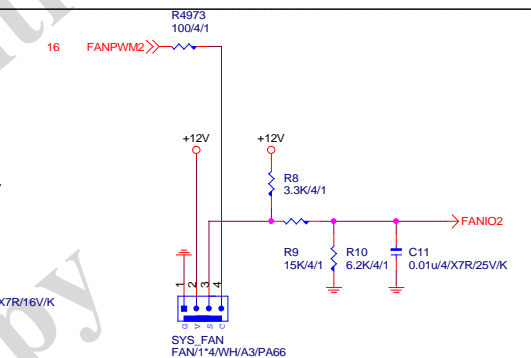 R4973
100/4/1
16 FANPWM2
+12V +12V
R8
3.3K/4/1
FANIO2
R9 R10 C11
15K/4/1 6.2K/4/1 0.01u/4/X7R/25V/K
1 2 3 4
X7R/16V/K
G V S C
SYS_FAN
FAN/1*4/WH/A3/PA66
by